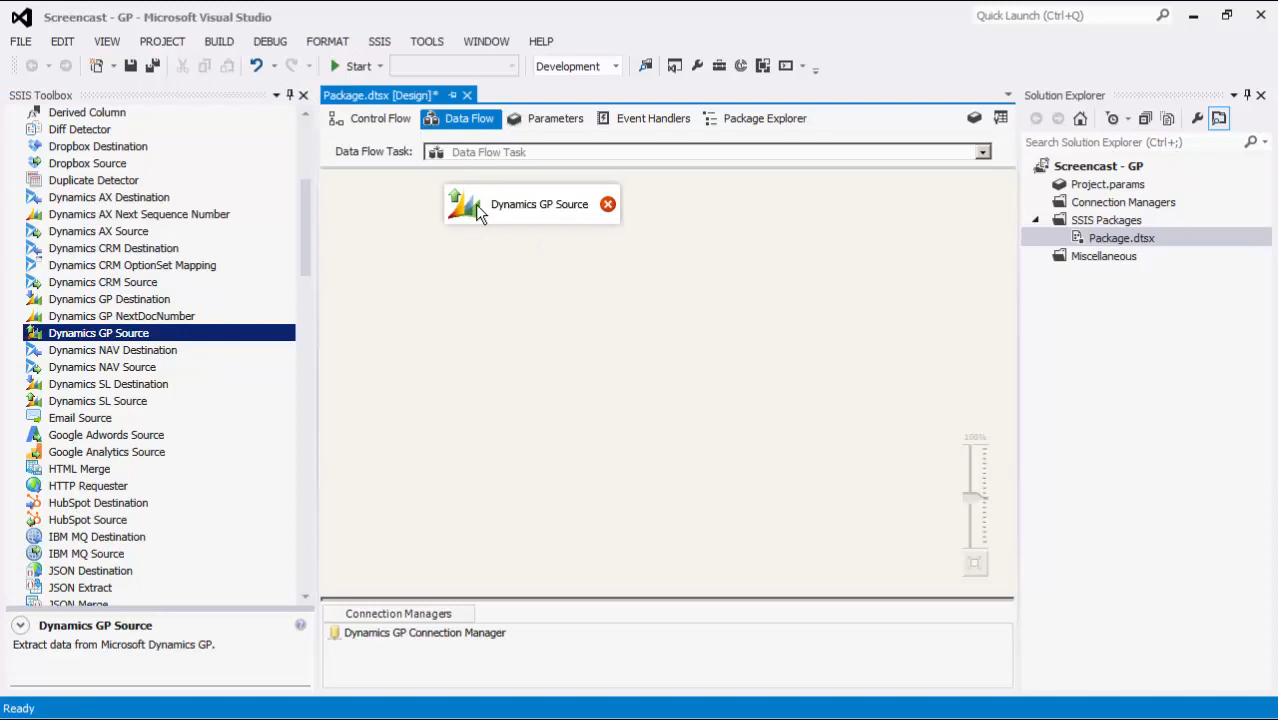 Screencast - GP - Microsoft Visual Studio
Quick Launch (Ctrl+Q)
FILE EDIT VIEW PROJECT BUILD DEBUG FORMAT SSIS TOOLS WINDOW HELP
Start
Development
SSIS Toolbox
Derived Column
Diff Detector
Dropbox Destination
Dropbox Source
Duplicate Detector
Dynamics AX Destination
Dynamics AX Next Sequence Number
Dynamics AX Source
Dynamics CRM Destination
Dynamics CRM OptionSet Mapping
Dynamics CRM Source
Dynamics GP Destination
Dynamics GP NextDocNumber
Dynamics GP Source
Dynamics NAV Destination
Dynamics NAV Source
Dynamics SL Destination
Dynamics SL Source
Email Source
Google Adwords Source
Google Analytics Source
HTML Merge
HTTP Requester
HubSpot Destination
HubSpot Source
IBM MQ Destination
IBM MQ Source
JSON Destination
JSON Extract
JSON Merge
Dynamics GP Source
Extract data from Microsoft Dynamics GP.
Package.dtsx [Design]*
Control Flow Data Flow Parameters Event Handlers Package Explorer
Data Flow Task: Data Flow Task
Dynamics GP Source
100%
Connection Managers
Dynamics GP Connection Manager
Solution Explorer
Search Solution Explorer (Ctrl+;)
Screencast - GP
Project.params
Connection Managers
SSIS Packages
Package.dtsx
Miscellaneous
Ready